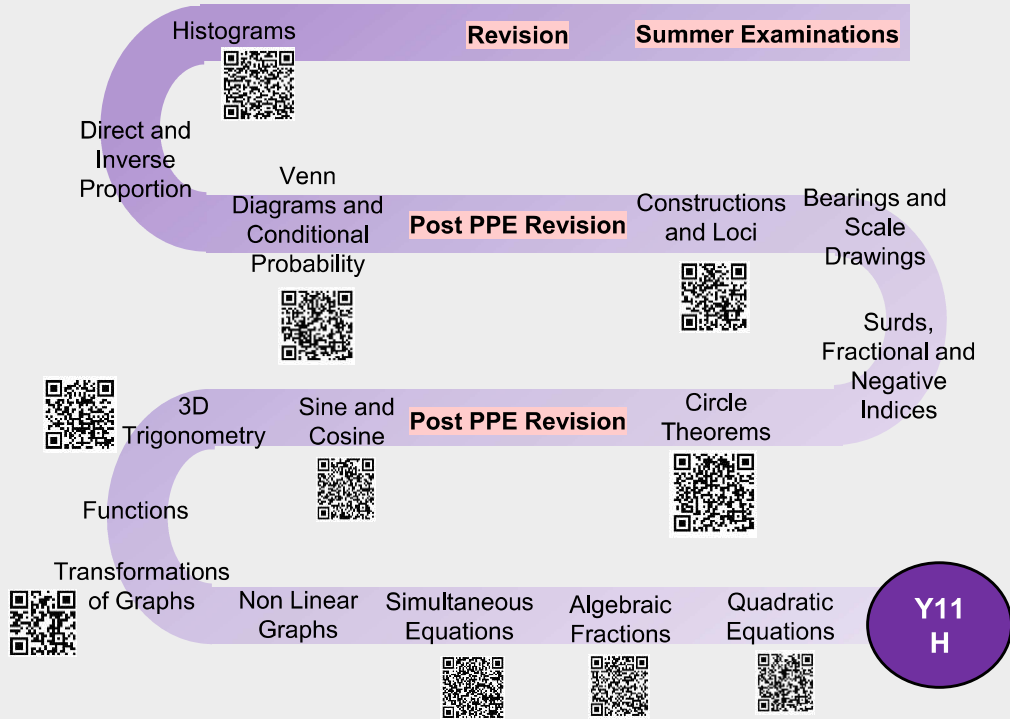 Histograms
Revision
Summer Examinations
Direct and
Inverse
Proportion
Venn
Diagrams and
Conditional
Probability
Post PPE Revision
Constructions
and Loci
Bearings and
Scale
Drawings
Surds,
Fractional and
Negative
Indices
3D
Trigonometry
Sine and
Cosine
Post PPE Revision
Circle
Theorems
Functions
Transformations
of Graphs
Non Linear
Graphs
Simultaneous
Equations
Algebraic
Fractions
Quadratic
Equations
Y11
H